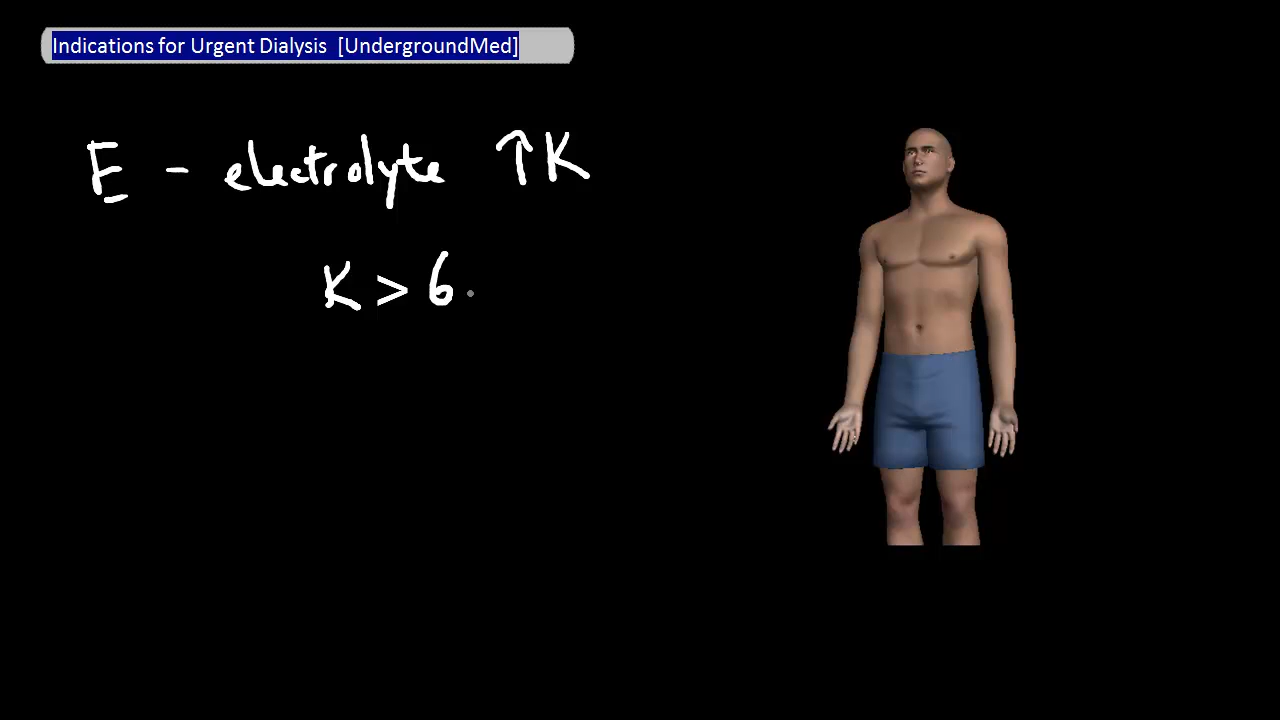 Indications for Urgent Dialysis [UndergroundMed]
E - electrolyte ↑K
K > 6